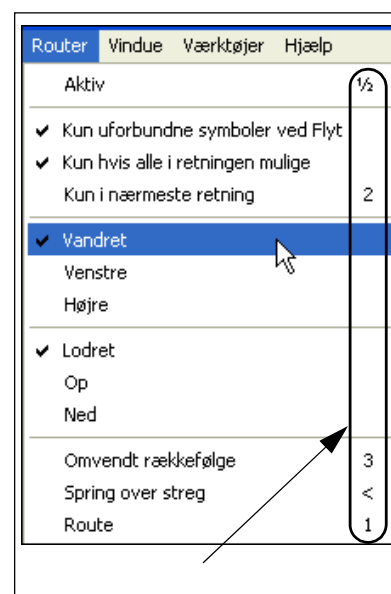 Router Vindue Værktøjer Hjælp
Aktiv ½
Kun uforbundne symboler ved Flyt
Kun hvis alle i retningen mulige
Kun i nærmeste retning 2
Vandret
Venstre
Højre
Lodret
Op
Ned
Omvendt rækkefølge 3
Spring over streg <
Route 1